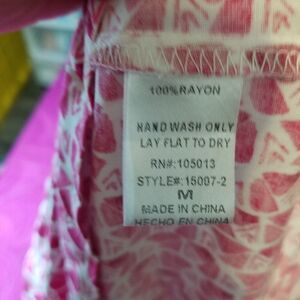 100% RAYON
HAND WASH ONLY
LAY FLAT TO DRY
RN#: 105013
STYLE#: 15097-2
M
MADE IN CHINA
HECHO EN CHINA